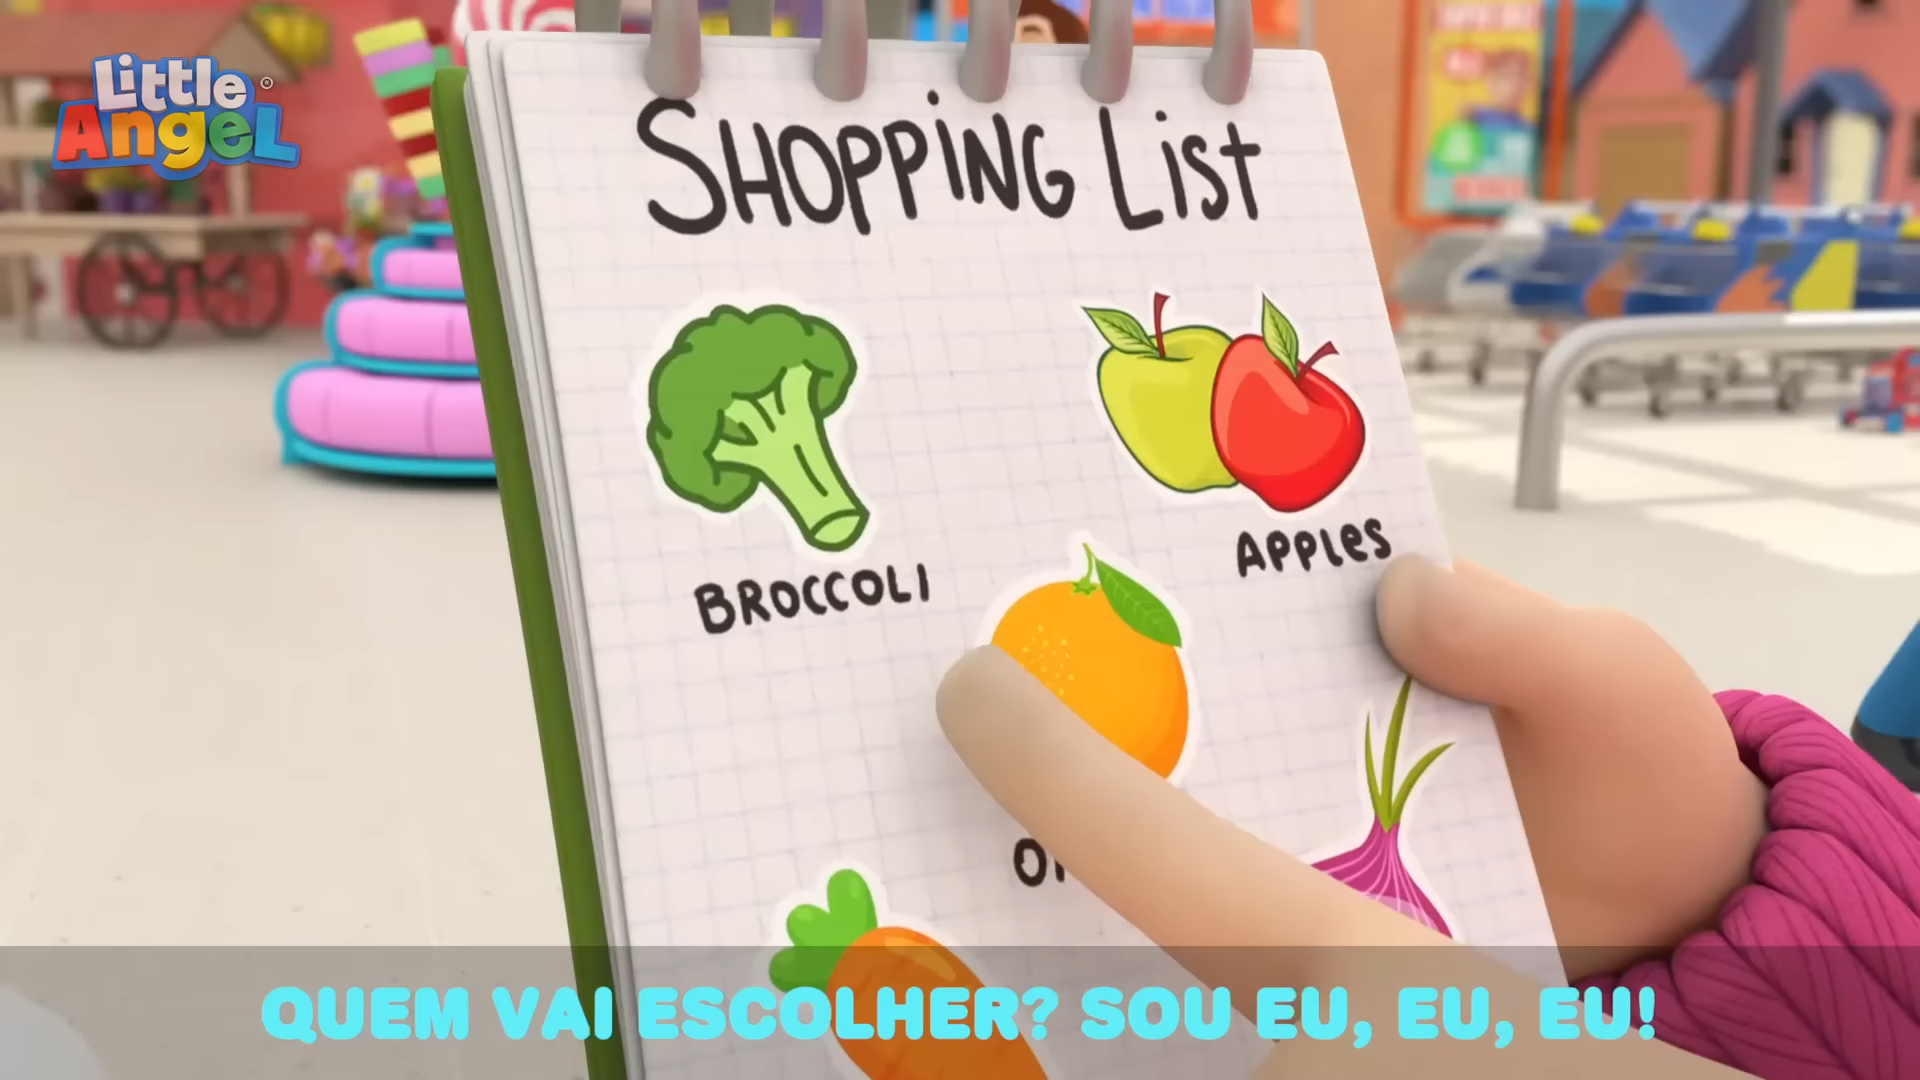 Little
Angel
SHOPPING LIST
APPLES
BROCCOLI
QUEM VAI ESCOLHER? SOU EU, EU, EU!